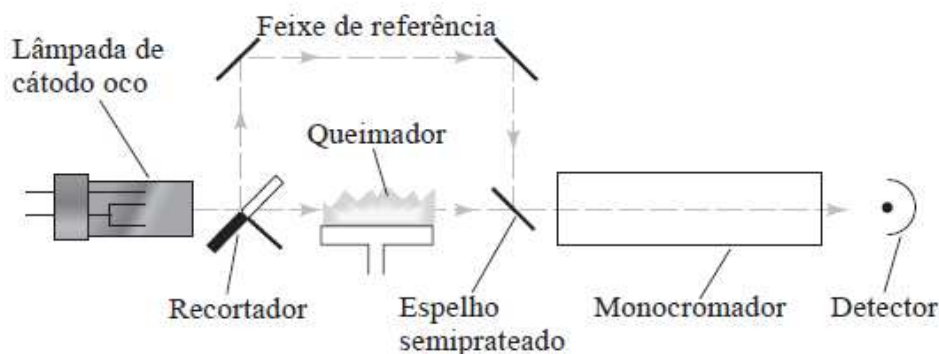 Feixe de referência
Lâmpada de
cátodo oco
Queimador
Recortador
Espelho
semiprateado
Monocromador
Detector